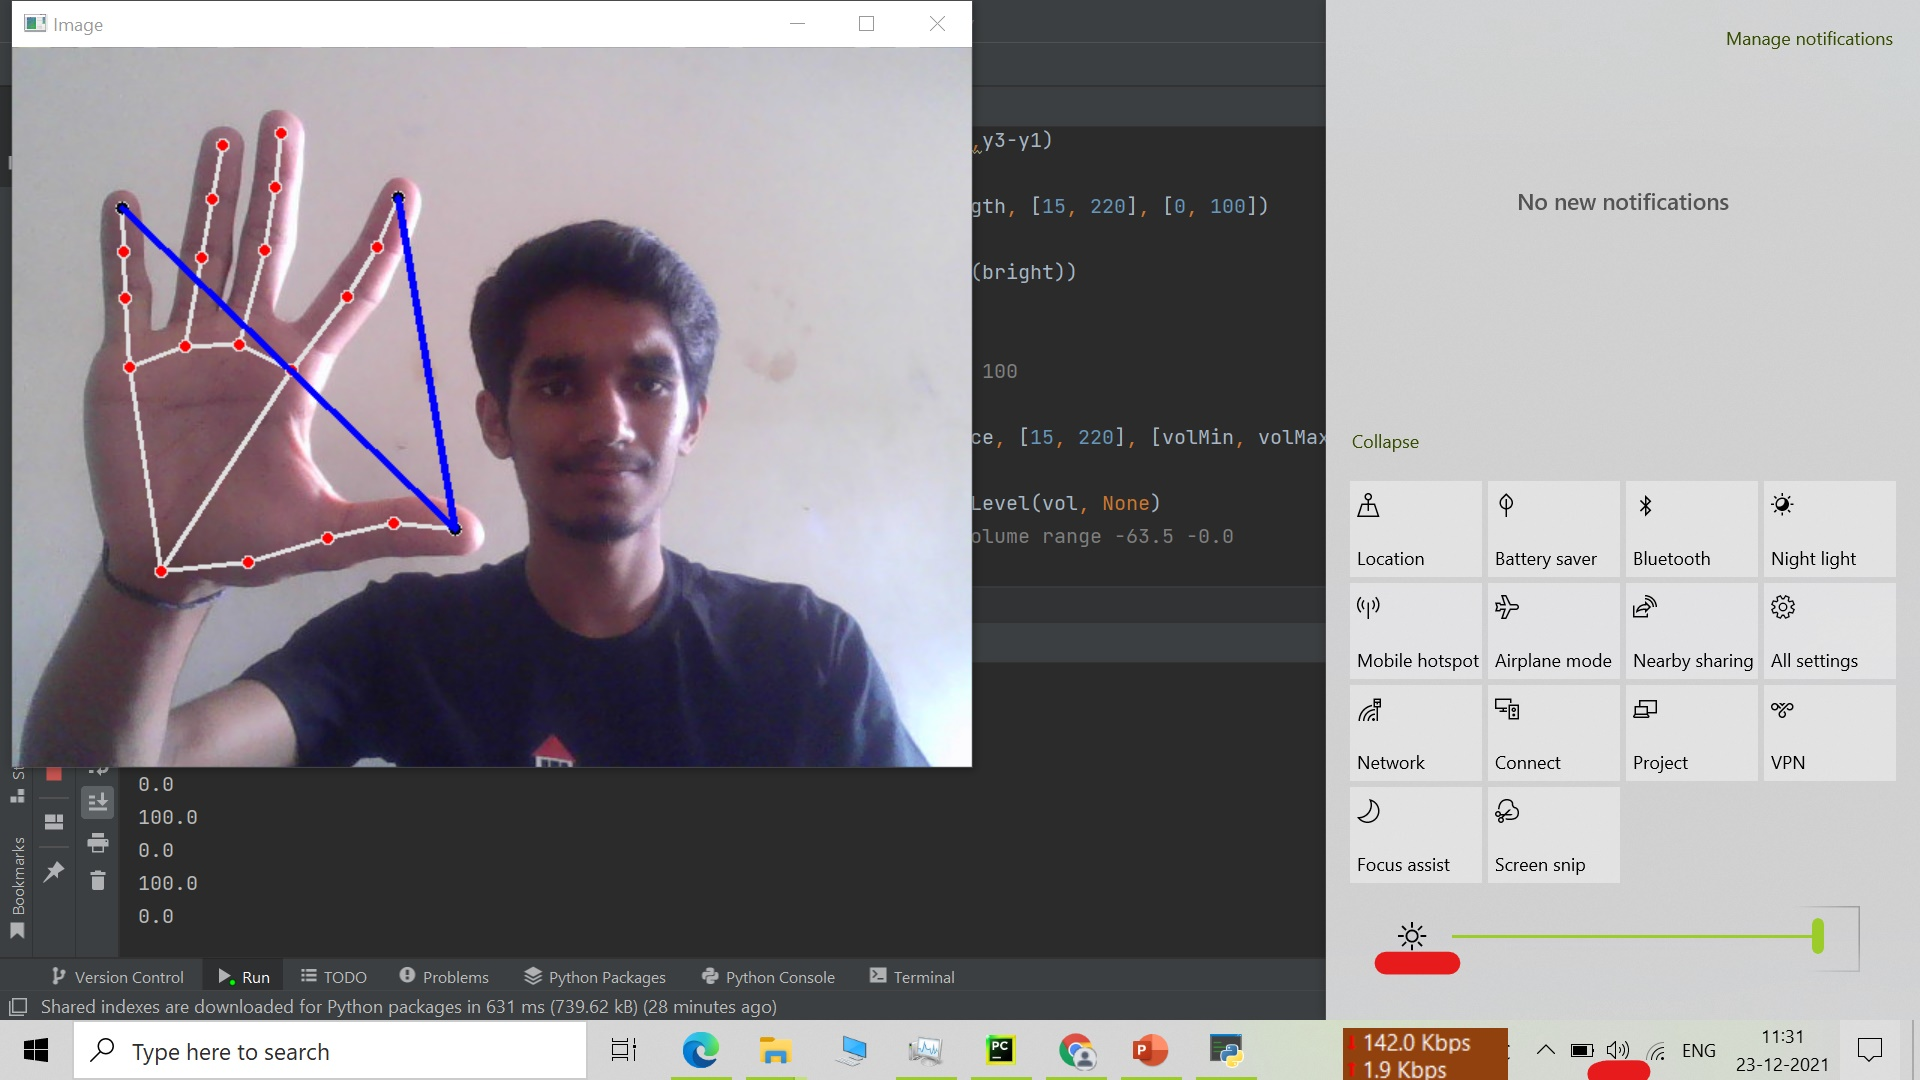 Image
,y3-y1)
gth, [15, 220], [0, 100])
(bright))
100
ce, [15, 220], [volMin, volMax
Level(vol, None)
olume range -63.5 -0.0
0.0
100.0
0.0
100.0
0.0
Bookmarks
Version Control
Run
TODO
Problems
Python Packages
Python Console
Terminal
Shared indexes are downloaded for Python packages in 631 ms (739.62 kB) (28 minutes ago)
Manage notifications
No new notifications
Collapse
Location
Battery saver
Bluetooth
Night light
Mobile hotspot
Airplane mode
Nearby sharing
All settings
Network
Connect
Project
VPN
Focus assist
Screen snip
Type here to search
PC
P
142.0 Kbps
1.9 Kbps
ENG
11:31
23-12-2021